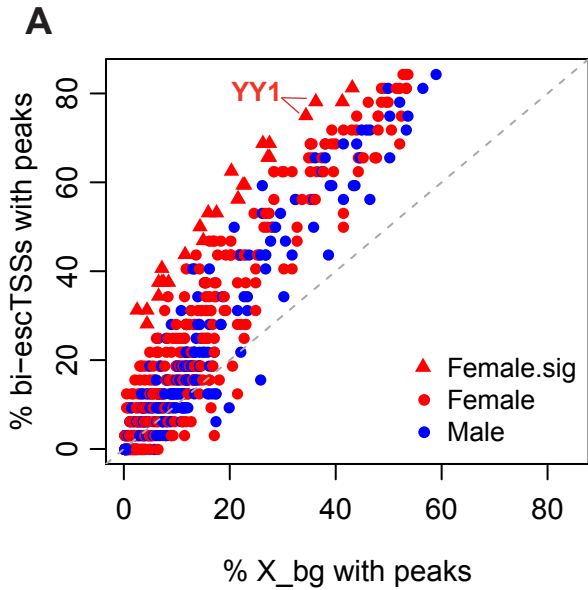 A
YY1
% bi−escTSSs with peaks
80
60
40
20
0
Female.sig
Female
Male
0 20 40 60 80
% X_bg with peaks